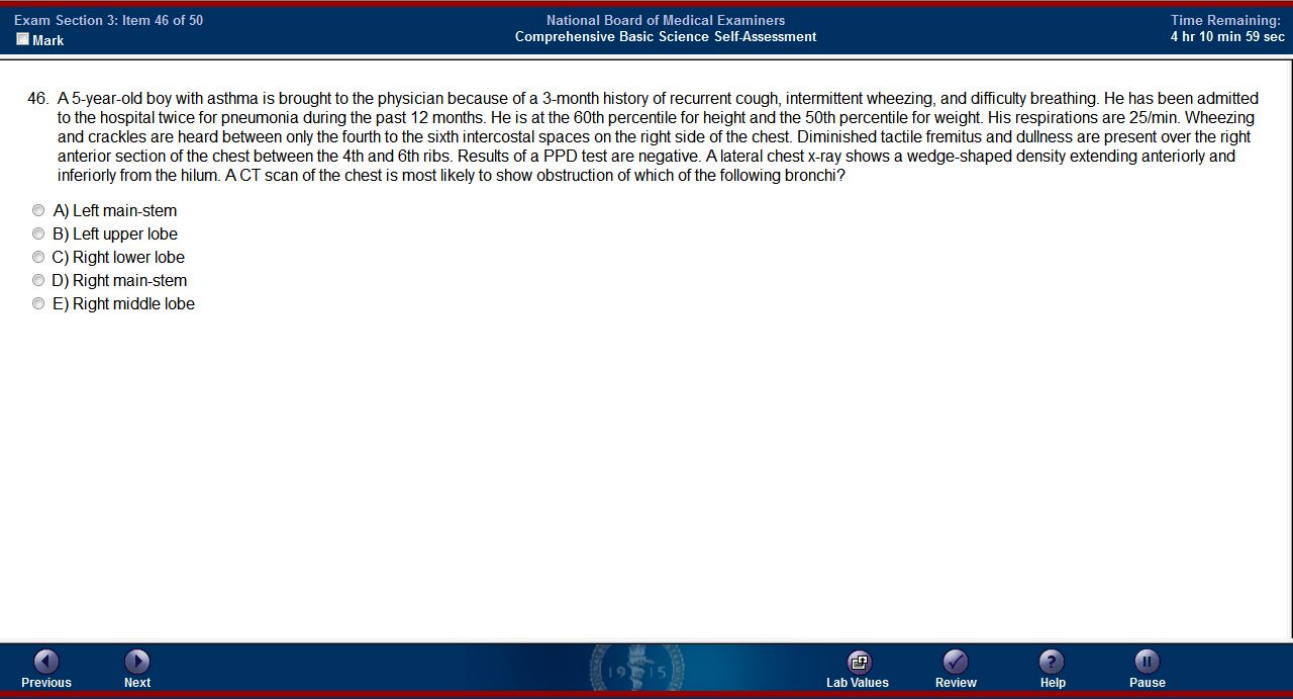 Exam Section 3: Item 46 of 50
National Board of Medical Examiners
Time Remaining:
Mark
Comprehensive Basic Science Self-Assessment
4 hr 10 min 59 sec
46. A 5-year-old boy with asthma is brought to the physician because of a 3-month history of recurrent cough, intermittent wheezing, and difficulty breathing. He has been admitted
to the hospital twice for pneumonia during the past 12 months. He is at the 60th percentile for height and the 50th percentile for weight. His respirations are 25/min. Wheezing
and crackles are heard between only the fourth to the sixth intercostal spaces on the right side of the chest. Diminished tactile fremitus and dullness are present over the right
anterior section of the chest between the 4th and 6th ribs. Results of a PPD test are negative. A lateral chest x-ray shows a wedge-shaped density extending anteriorly and
inferiorly from the hilum. A CT scan of the chest is most likely to show obstruction of which of the following bronchi?
A) Left main-stem
B) Left upper lobe
C) Right lower lobe
D) Right main-stem
E) Right middle lobe
1915
Previous
Next
Lab Values
Review
Help
Pause